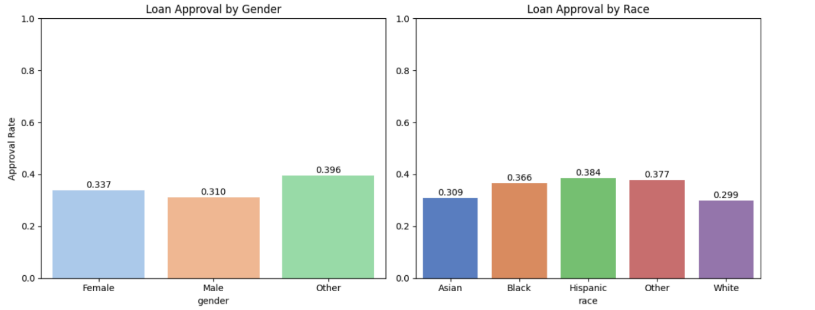 Loan Approval by Gender
Approval Rate
1.0
0.8
0.6
0.4
0.2
0.0
0.337
0.310
0.396
Female Male Other
gender
Loan Approval by Race
1.0
0.8
0.6
0.4
0.2
0.0
0.309
0.366
0.384
0.377
0.299
Asian Black Hispanic Other White
race